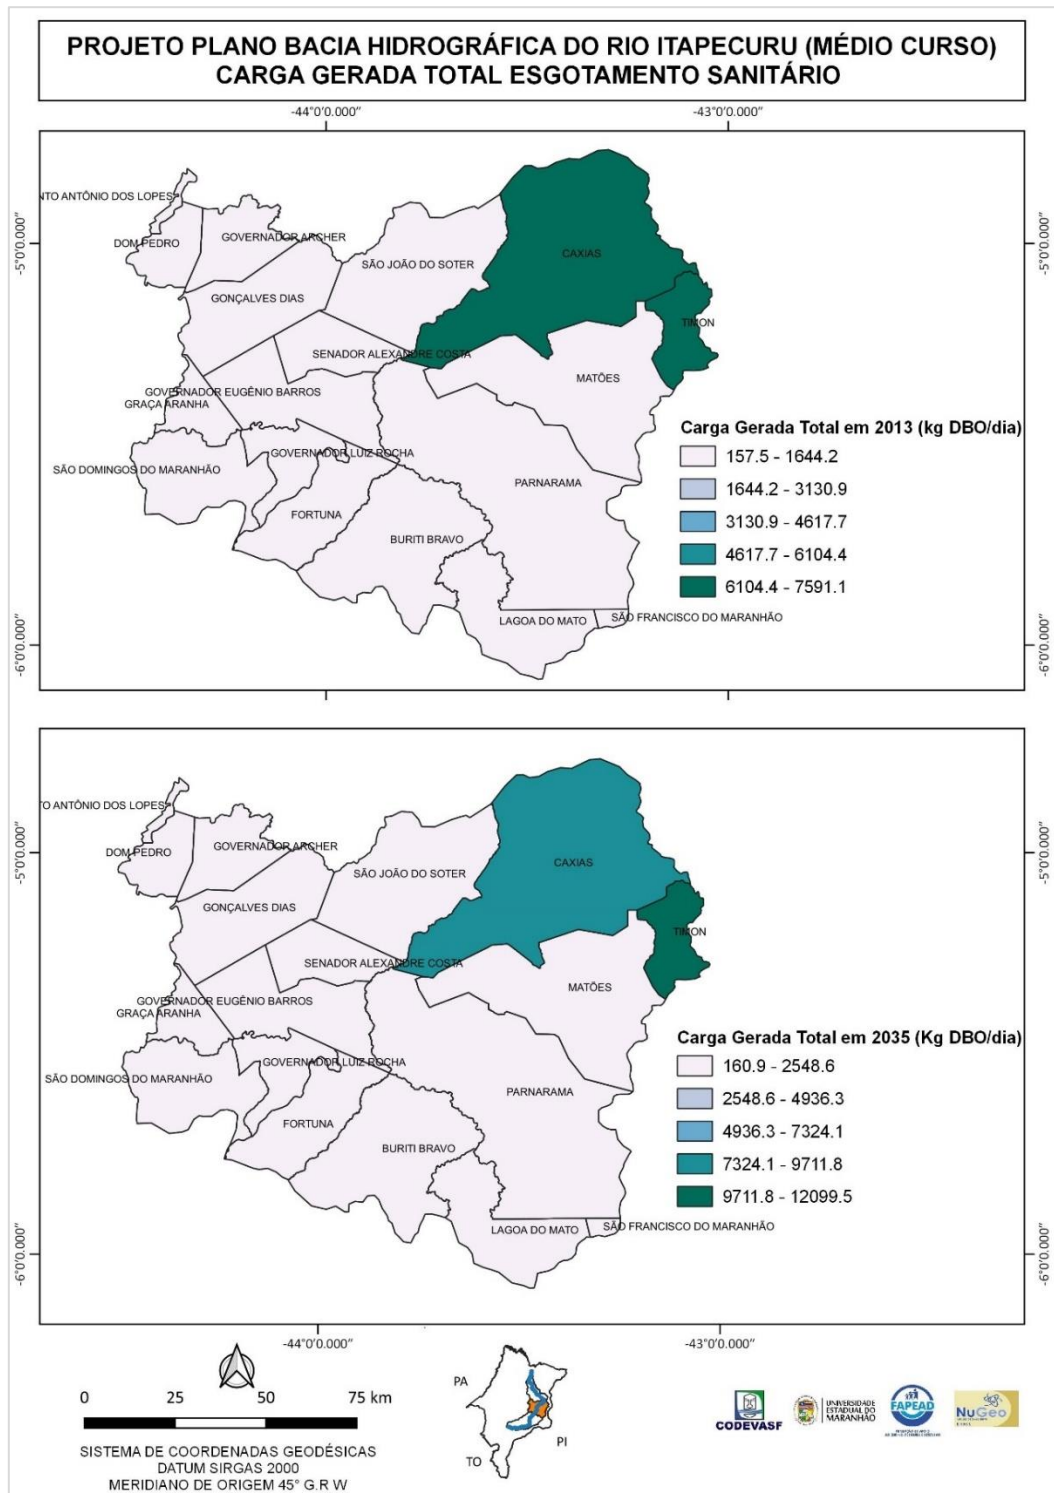 PROJETO PLANO BACIA HIDROGRÁFICA DO RIO ITAPECURU (MÉDIO CURSO)
CARGA GERADA TOTAL ESGOTAMENTO SANITÁRIO
-44°0'0.000" -43°0'0.000"
NTO ANTÔNIO DOS LOPES
DOM PEDRO
GOVERNADOR ARCHER
-5°0'0.000"
-5°0'0.000"
CAXIAS
SÃO JOÃO DO SOTER
GONÇALVES DIAS
TIMON
SENADOR ALEXANDRE COSTA
MATÕES
GOVERNADOR EUGÊNIO BARROS
GRAÇA ARANHA
GOVERNADOR LUIZ ROCHA
SÃO DOMINGOS DO MARANHÃO
PARNARAMA
FORTUNA
BURITI BRAVO
LAGOA DO MATO
SÃO FRANCISCO DO MARANHÃO
-6°0'0.000"
-6°0'0.000"
Carga Gerada Total em 2013 (kg DBO/dia)
157.5 - 1644.2
1644.2 - 3130.9
3130.9 - 4617.7
4617.7 - 6104.4
6104.4 - 7591.1
TO ANTÔNIO DOS LOPES
DOM PEDRO
GOVERNADOR ARCHER
-5°0'0.000"
-5°0'0.000"
CAXIAS
SÃO JOÃO DO SOTER
GONÇALVES DIAS
TIMON
SENADOR ALEXANDRE COSTA
MATÕES
GOVERNADOR EUGÊNIO BARROS
GRAÇA ARANHA
GOVERNADOR LUIZ ROCHA
SÃO DOMINGOS DO MARANHÃO
PARNARAMA
FORTUNA
BURITI BRAVO
LAGOA DO MATO
SÃO FRANCISCO DO MARANHÃO
-6°0'0.000"
-6°0'0.000"
Carga Gerada Total em 2035 (Kg DBO/dia)
160.9 - 2548.6
2548.6 - 4936.3
4936.3 - 7324.1
7324.1 - 9711.8
9711.8 - 12099.5
-44°0'0.000" -43°0'0.000"
0 25 50 75 km
SISTEMA DE COORDENADAS GEODÉSICAS
DATUM SIRGAS 2000
MERIDIANO DE ORIGEM 45° G.R W
PA
PI
TO
CODEVASF
UNIVERSIDADE
ESTADUAL DO
MARANHÃO
FAPEAD
NuGeo